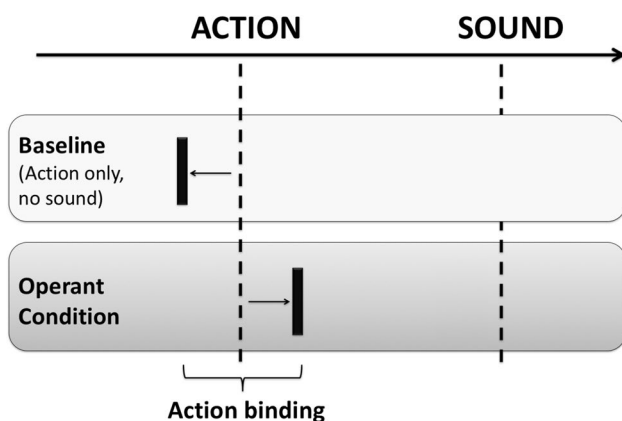 ACTION SOUND
Baseline
(Action only,
no sound)
Operant
Condition
Action binding